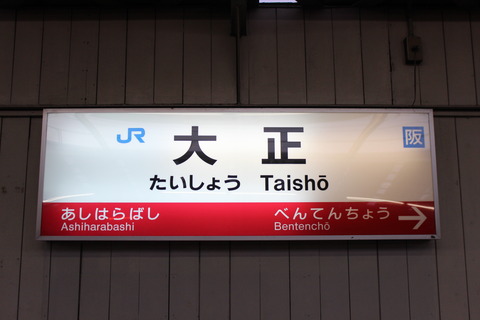 JR 大正 阪
たいしょう Taishō
あしはらばし べんてんちょう →
Ashiharabashi Bentenchō